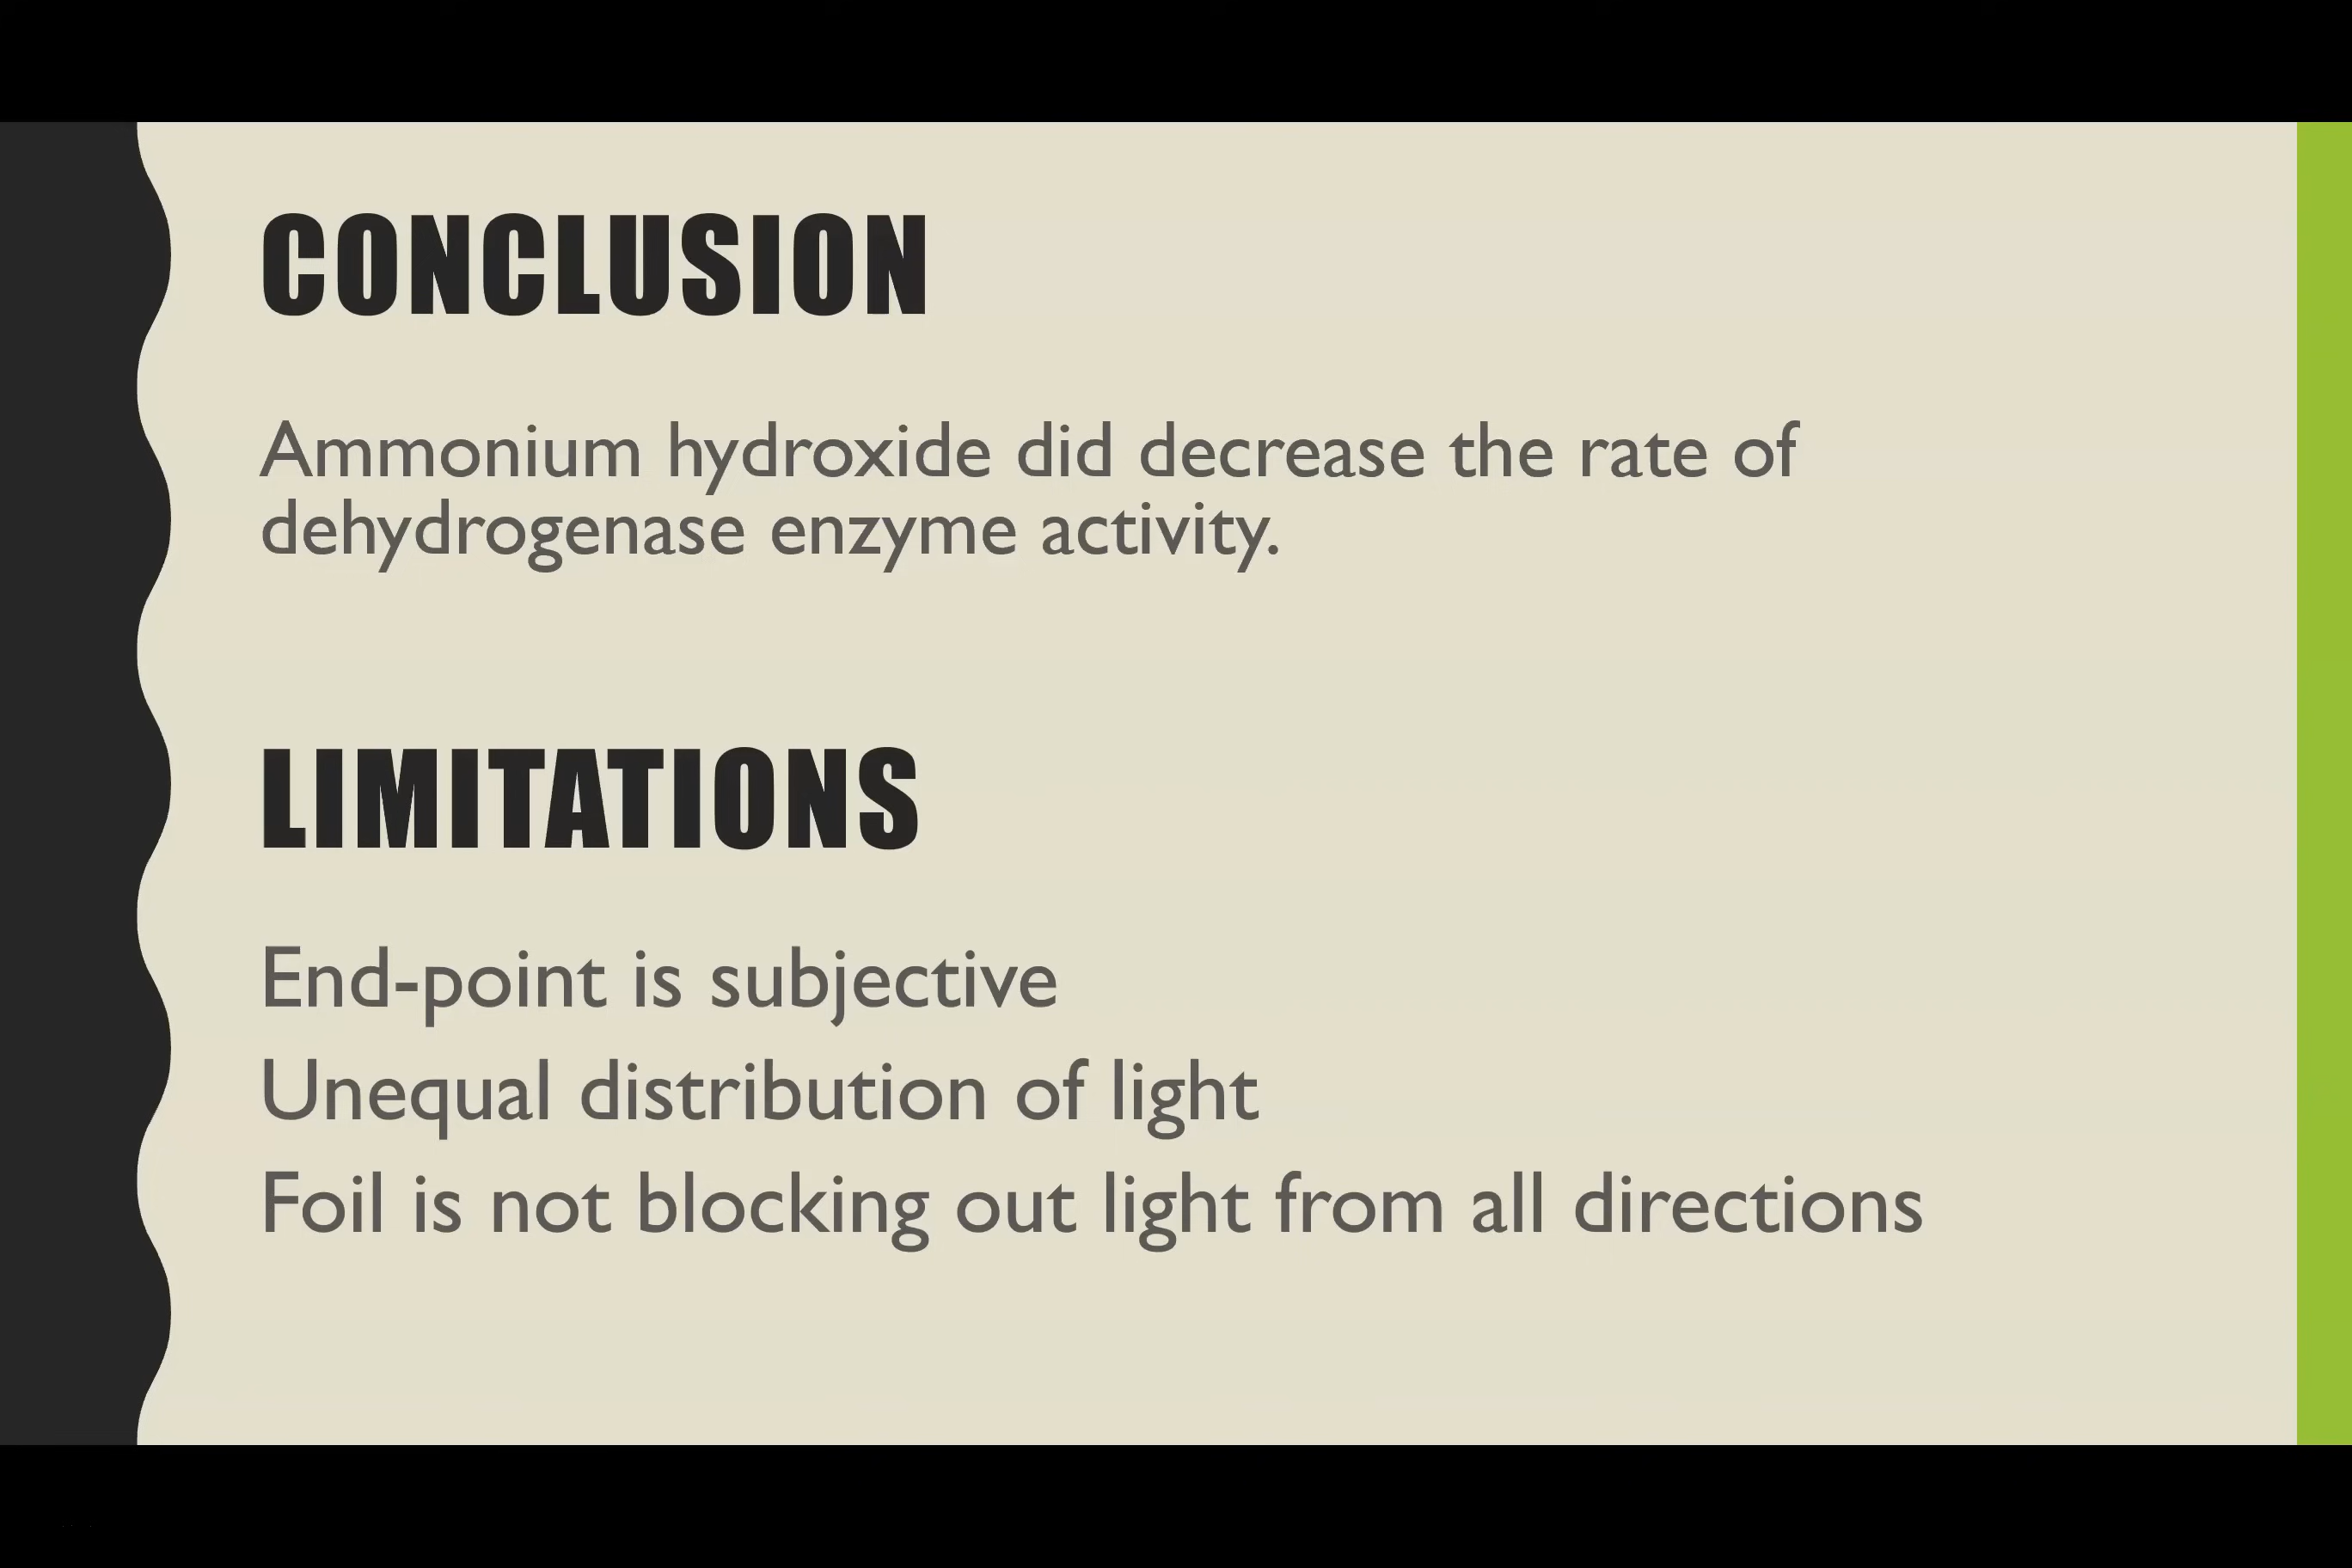 CONCLUSION
Ammonium hydroxide did decrease the rate of
dehydrogenase enzyme activity.
LIMITATIONS
End-point is subjective
Unequal distribution of light
Foil is not blocking out light from all directions